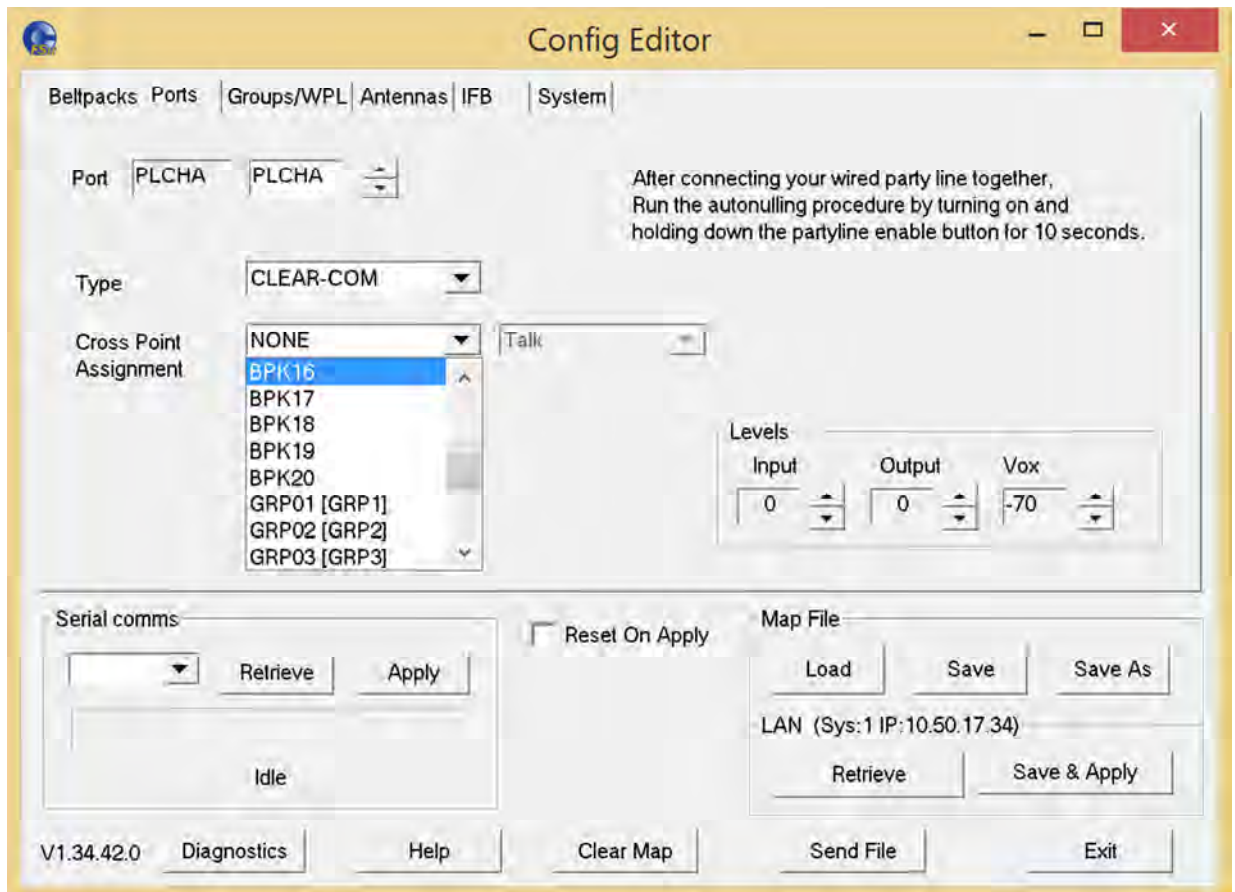 Config Editor
Beltpacks Ports Groups/WPL Antennas IFB System
Port PLCHA PLCHA
After connecting your wired party line together,
Run the autonulling procedure by turning on and
holding down the partyline enable button for 10 seconds.
Type CLEAR-COM
Cross Point
Assignment
NONE Talk
BPK16
BPK17
BPK18
BPK19
BPK20
GRP01 [GRP1]
GRP02 [GRP2]
GRP03 [GRP3]
Levels
Input Output Vox
0 0 -70
Serial comms
Retrieve Apply
Idle
Reset On Apply
Map File
Load Save Save As
LAN (Sys:1 IP:10.50.17.34)
Retrieve Save & Apply
V1.34.42.0 Diagnostics Help Clear Map Send File Exit